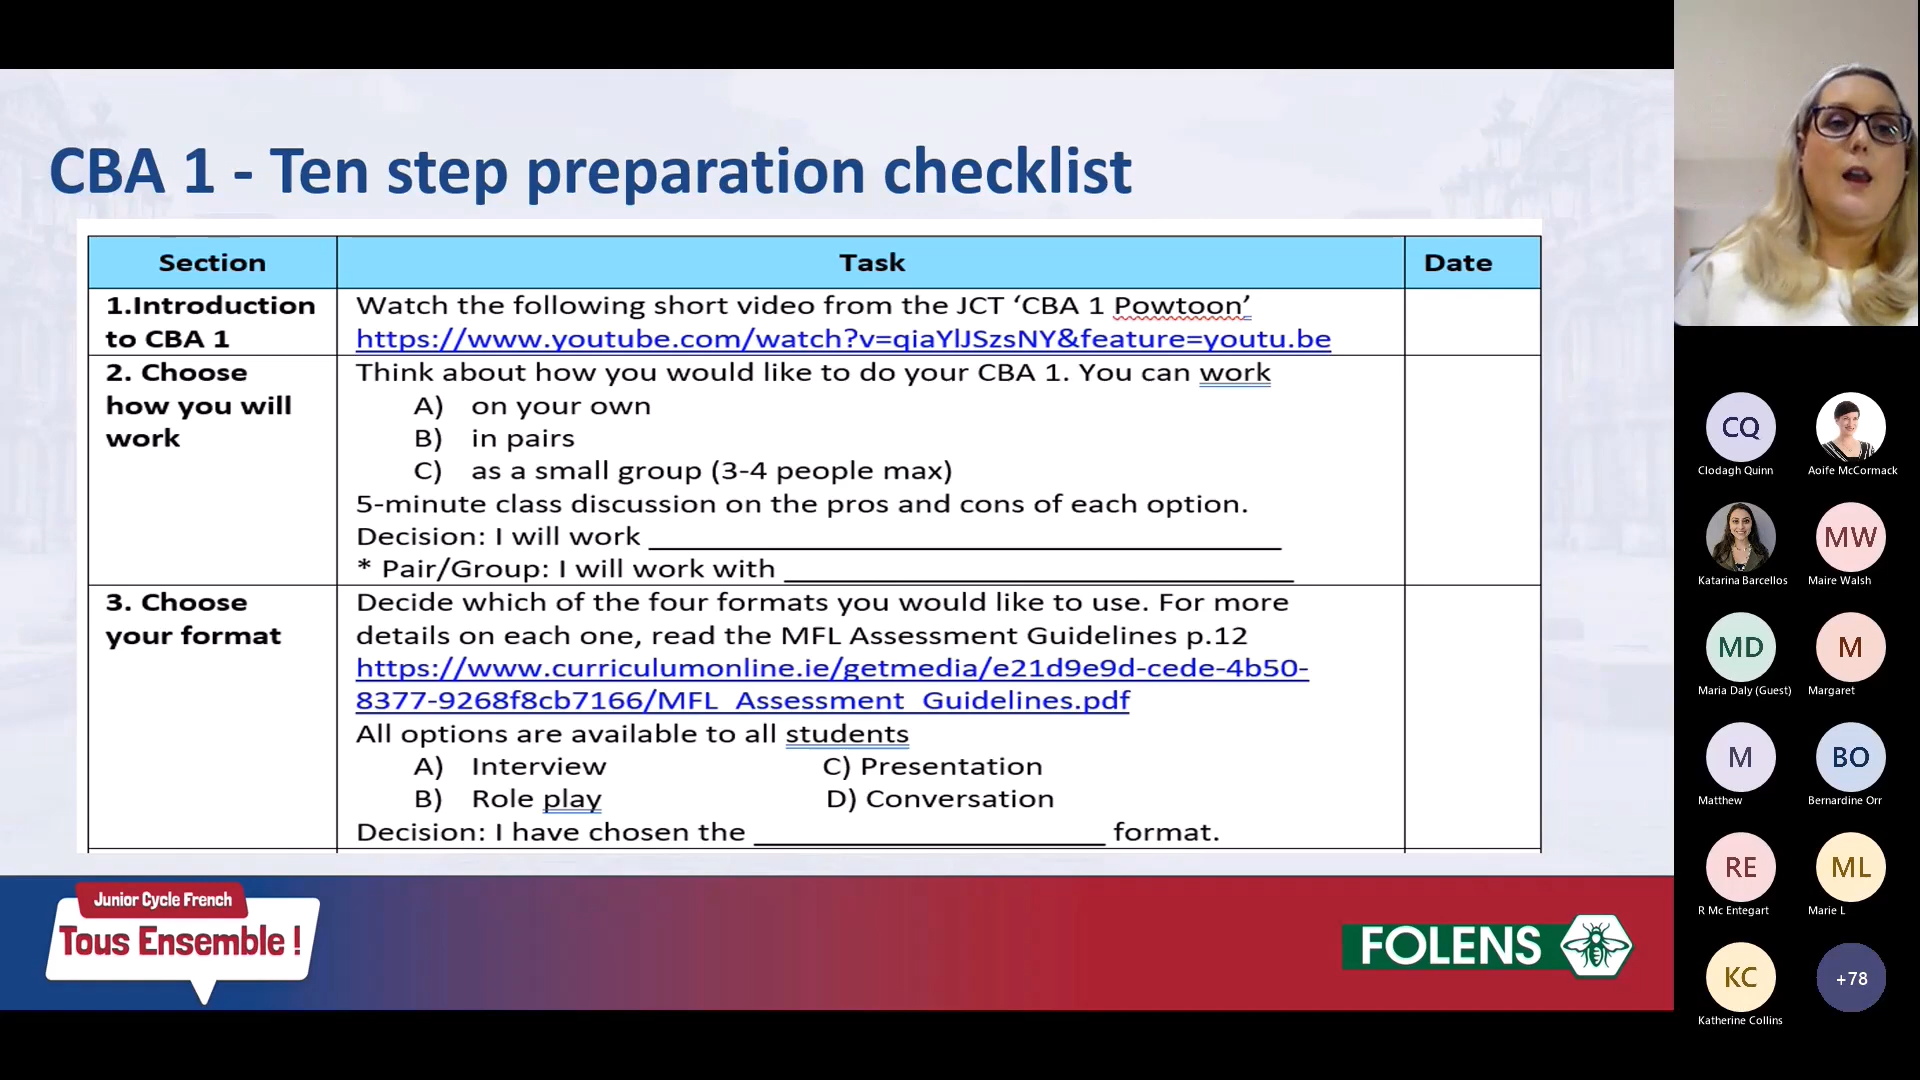 CBA 1 - Ten step preparation checklist
Section Task Date
1.Introduction to CBA 1
Watch the following short video from the JCT ‘CBA 1 Powtoon’
https://www.youtube.com/watch?v=qiaYlJSzsNY&feature=youtu.be
2. Choose how you will work
Think about how you would like to do your CBA 1. You can work
A) on your own
B) in pairs
C) as a small group (3-4 people max)
5-minute class discussion on the pros and cons of each option.
Decision: I will work ____________________
* Pair/Group: I will work with ____________________
3. Choose your format
Decide which of the four formats you would like to use. For more
details on each one, read the MFL Assessment Guidelines p.12
https://www.curriculumonline.ie/getmedia/e21d9e9d-cede-4b50-
8377-9268f8cb7166/MFL_Assessment_Guidelines.pdf
All options are available to all students
A) Interview C) Presentation
B) Role play D) Conversation
Decision: I have chosen the ____________________ format.
Junior Cycle French
Tous Ensemble !
FOLENS
CQ
Clodagh Quinn
Aoife McCormack
Katarina Barcellos
MW
Maire Walsh
MD
Maria Daly (Guest)
M
Margaret
M
Matthew
BO
Bernardine Orr
RE
R Mc Entegart
ML
Marie L
KC
Katherine Collins
+78